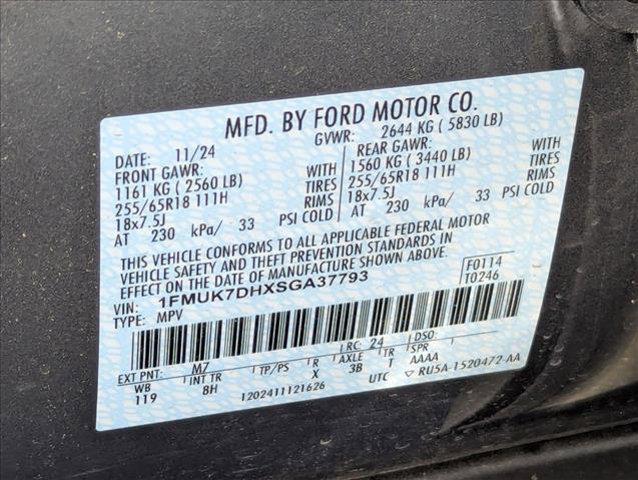 MFD. BY FORD MOTOR CO.
DATE: 11/24 GVWR: 2644 KG ( 5830 LB)
FRONT GAWR: WITH
1161 KG ( 2560 LB) TIRES
255/65R18 111H RIMS
18x7.5J
AT 230 kPa/ 33 PSI COLD
REAR GAWR: WITH
1560 KG ( 3440 LB) TIRES
255/65R18 111H RIMS
18x7.5J
AT 230 kPa/ 33 PSI COLD
THIS VEHICLE CONFORMS TO ALL APPLICABLE FEDERAL MOTOR
VEHICLE SAFETY AND THEFT PREVENTION STANDARDS IN
EFFECT ON THE DATE OF MANUFACTURE SHOWN ABOVE.
VIN: 1FMUK7DHXSGA37793
TYPE: MPV
F0114
T0246
EXT PNT: M7 RC: 24 DSO:
WB INT TR TP/PS R AXLE TR SPR
119 8H X 3B T AAAA
1202411121626 UTC ▽ RU5A-1520472-AA